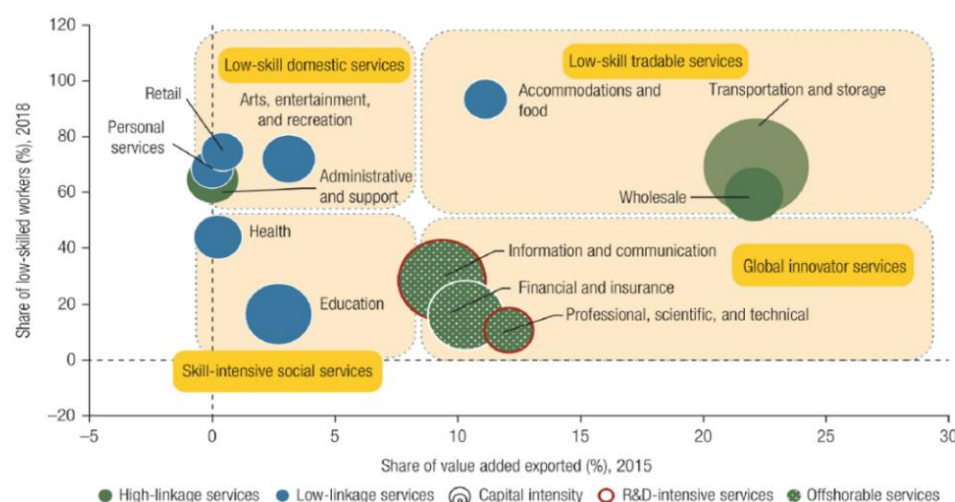 Share of low-skilled workers (%), 2018
120
100
80
60
40
20
0
–20
Low-skill domestic services
Low-skill tradable services
Retail
Arts, entertainment,
and recreation
Personal
services
Administrative
and support
Accommodations and
food
Transportation and storage
Wholesale
Health
Education
Information and communication
Financial and insurance
Professional, scientific, and technical
Global innovator services
Skill-intensive social services
–5
0
5
10
15
20
25
30
Share of value added exported (%), 2015
High-linkage services
Low-linkage services
Capital intensity
R&D-intensive services
Offshorable services